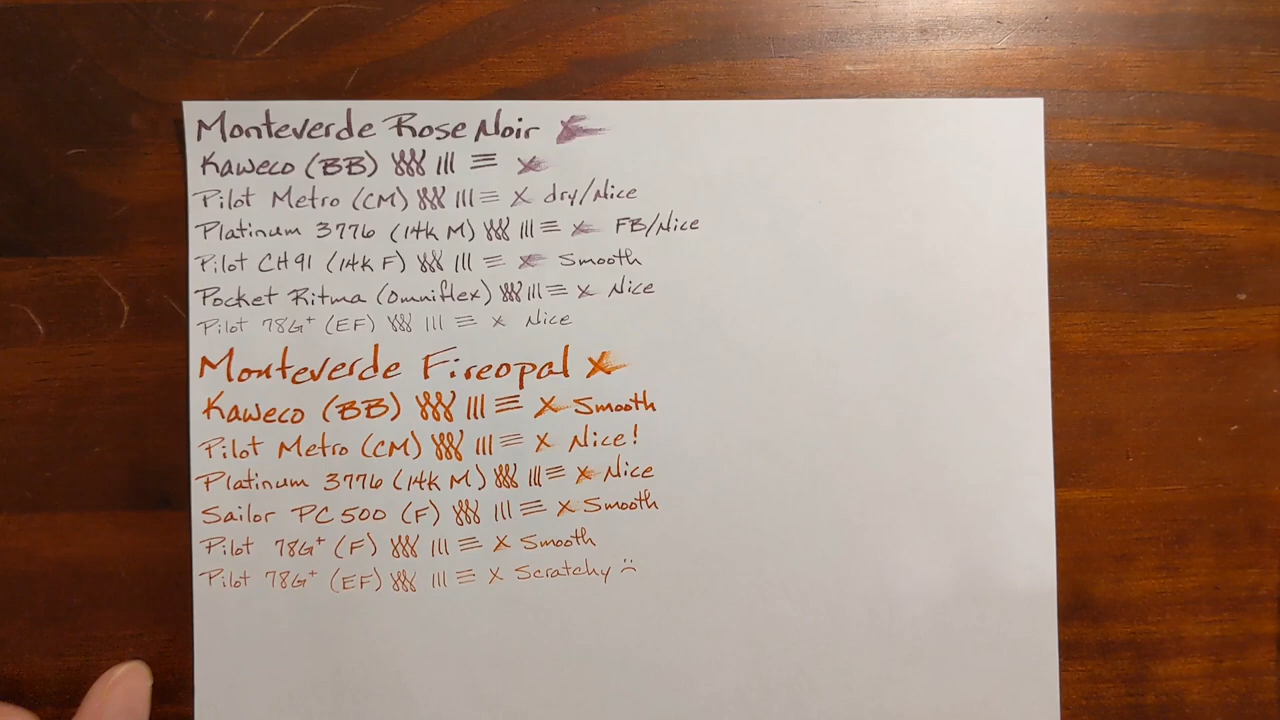 Monteverde Rose Noir X
Kaweco (BB) X
Pilot Metro (CM) X dry/Nice
Platinum 3776 (14k M) X FB/Nice
Pilot CH91 (14k F) X Smooth
Pocket Ritma (Omniflex) X Nice
Pilot 78G+ (EF) X Nice
Monteverde Fireopal X
Kaweco (BB) X Smooth
Pilot Metro (CM) X Nice!
Platinum 3776 (14k M) X Nice
Sailor PC500 (F) X Smooth
Pilot 78G+ (F) X Smooth
Pilot 78G+ (EF) X Scratchy :(